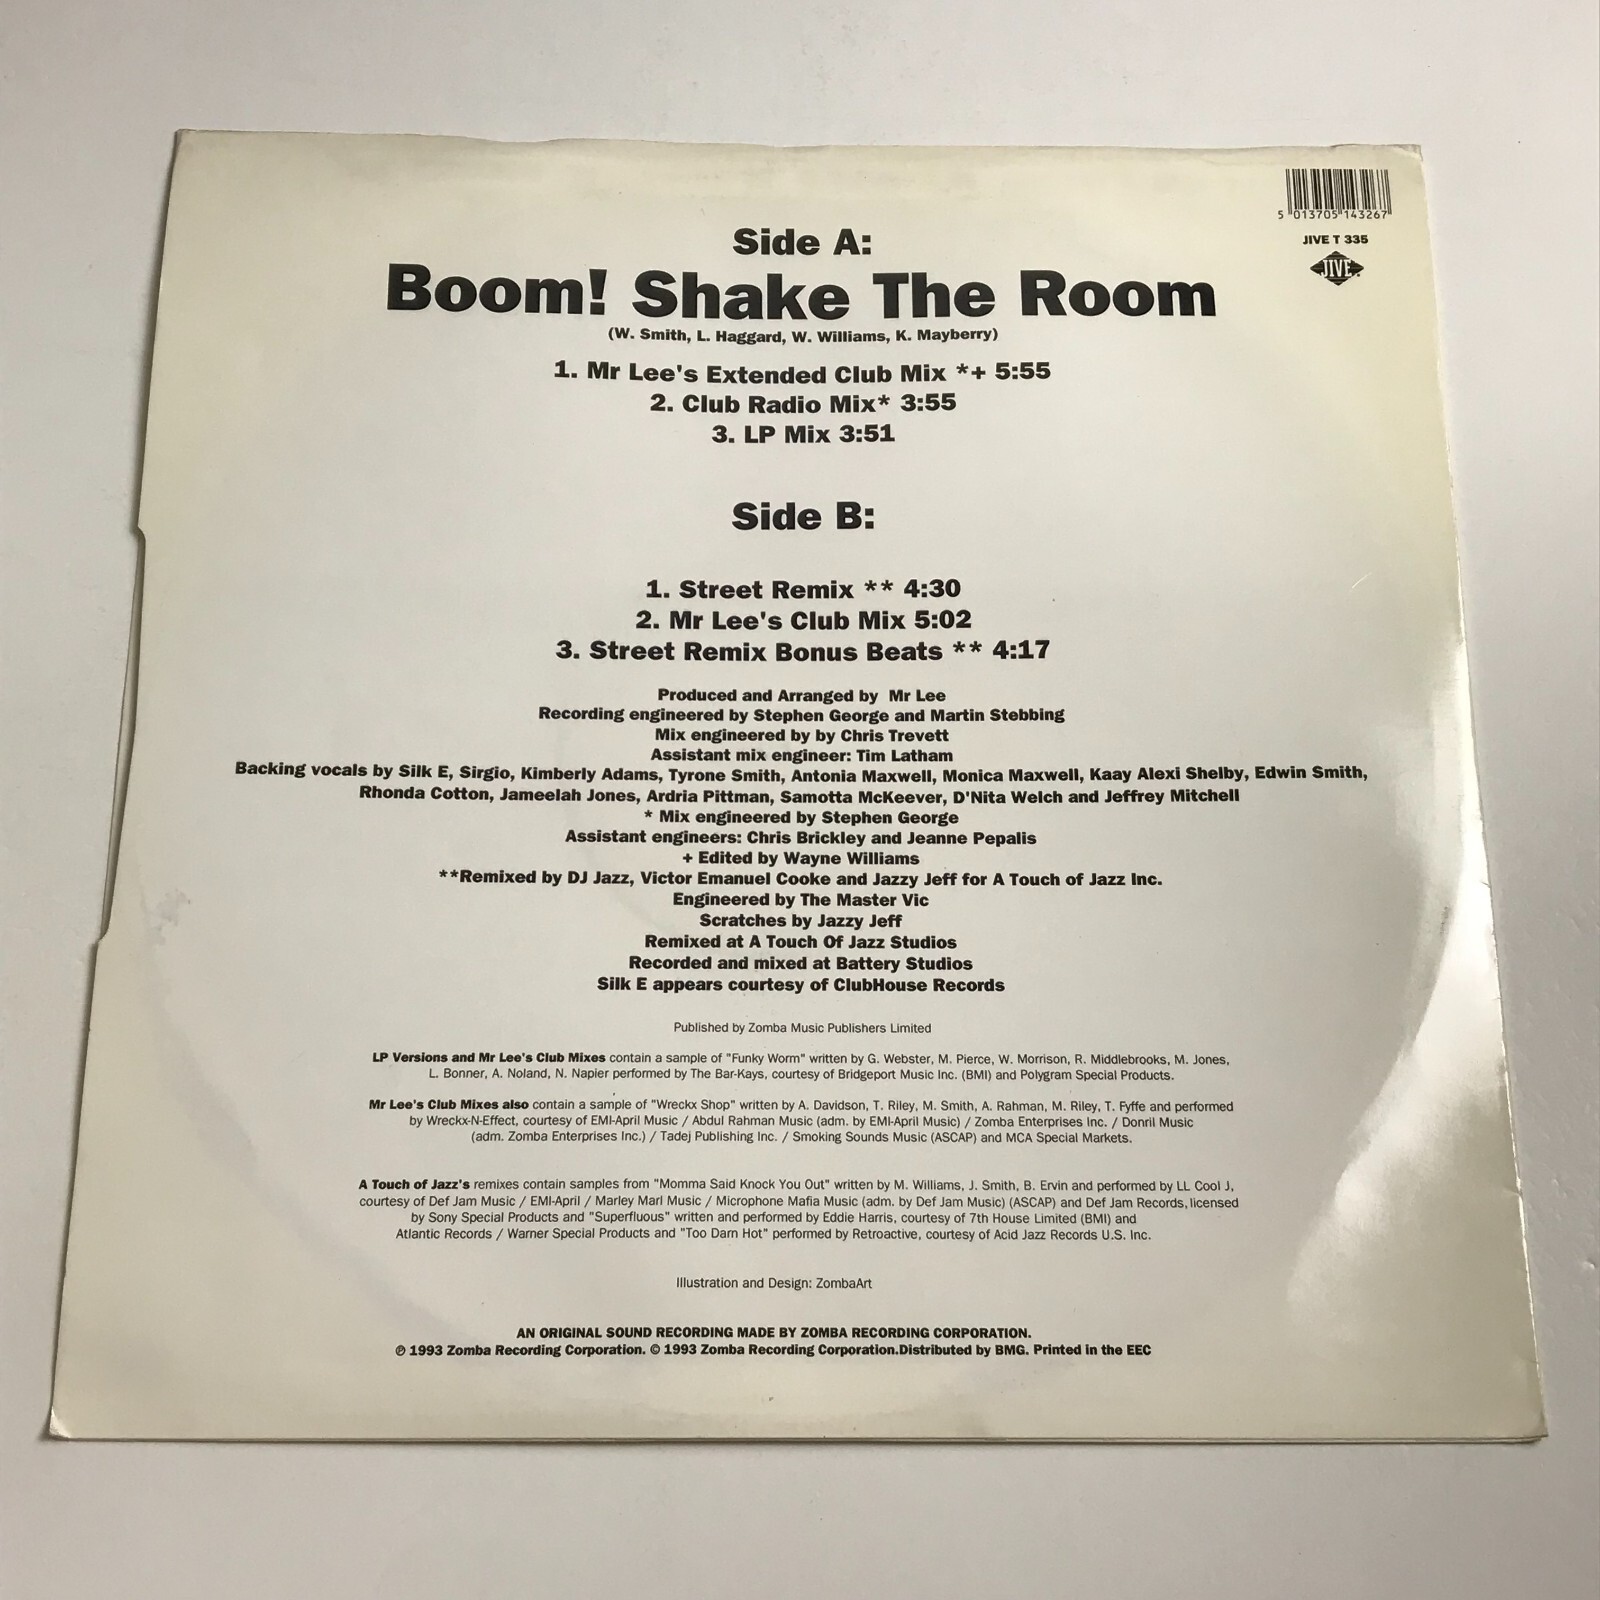 5 013705 143267
JIVE T 335
JIVE
Side A:
Boom! Shake The Room
(W. Smith, L. Haggard, W. Williams, K. Mayberry)
1. Mr Lee's Extended Club Mix *+ 5:55
2. Club Radio Mix* 3:55
3. LP Mix 3:51
Side B:
1. Street Remix ** 4:30
2. Mr Lee's Club Mix 5:02
3. Street Remix Bonus Beats ** 4:17
Produced and Arranged by Mr Lee
Recording engineered by Stephen George and Martin Stebbing
Mix engineered by by Chris Trevett
Assistant mix engineer: Tim Latham
Backing vocals by Silk E, Sirgio, Kimberly Adams, Tyrone Smith, Antonia Maxwell, Monica Maxwell, Kaay Alexi Shelby, Edwin Smith,
Rhonda Cotton, Jameelah Jones, Ardria Pittman, Samotta McKeever, D'Nita Welch and Jeffrey Mitchell
* Mix engineered by Stephen George
Assistant engineers: Chris Brickley and Jeanne Pepalis
+ Edited by Wayne Williams
**Remixed by DJ Jazz, Victor Emanuel Cooke and Jazzy Jeff for A Touch of Jazz Inc.
Engineered by The Master Vic
Scratches by Jazzy Jeff
Remixed at A Touch Of Jazz Studios
Recorded and mixed at Battery Studios
Silk E appears courtesy of ClubHouse Records
Published by Zomba Music Publishers Limited
LP Versions and Mr Lee's Club Mixes contain a sample of "Funky Worm" written by G. Webster, M. Pierce, W. Morrison, R. Middlebrooks, M. Jones,
L. Bonner, A. Noland, N. Napier performed by The Bar-Kays, courtesy of Bridgeport Music Inc. (BMI) and Polygram Special Products.
Mr Lee's Club Mixes also contain a sample of "Wreckx Shop" written by A. Davidson, T. Riley, M. Smith, A. Rahman, M. Riley, T. Fyffe and performed
by Wreckx-N-Effect, courtesy of EMI-April Music / Abdul Rahman Music (adm. by EMI-April Music) / Zomba Enterprises Inc. / Donril Music
(adm. Zomba Enterprises Inc.) / Tadej Publishing Inc. / Smoking Sounds Music (ASCAP) and MCA Special Markets.
A Touch of Jazz's remixes contain samples from "Momma Said Knock You Out" written by M. Williams, J. Smith, B. Ervin and performed by LL Cool J,
courtesy of Def Jam Music / EMI-April / Marley Marl Music / Microphone Mafia Music (adm. by Def Jam Music) (ASCAP) and Def Jam Records, licensed
by Sony Special Products and "Superfluous" written and performed by Eddie Harris, courtesy of 7th House Limited (BMI) and
Atlantic Records / Warner Special Products and "Too Darn Hot" performed by Retroactive, courtesy of Acid Jazz Records U.S. Inc.
Illustration and Design: ZombaArt
AN ORIGINAL SOUND RECORDING MADE BY ZOMBA RECORDING CORPORATION.
℗ 1993 Zomba Recording Corporation. © 1993 Zomba Recording Corporation.Distributed by BMG. Printed in the EEC